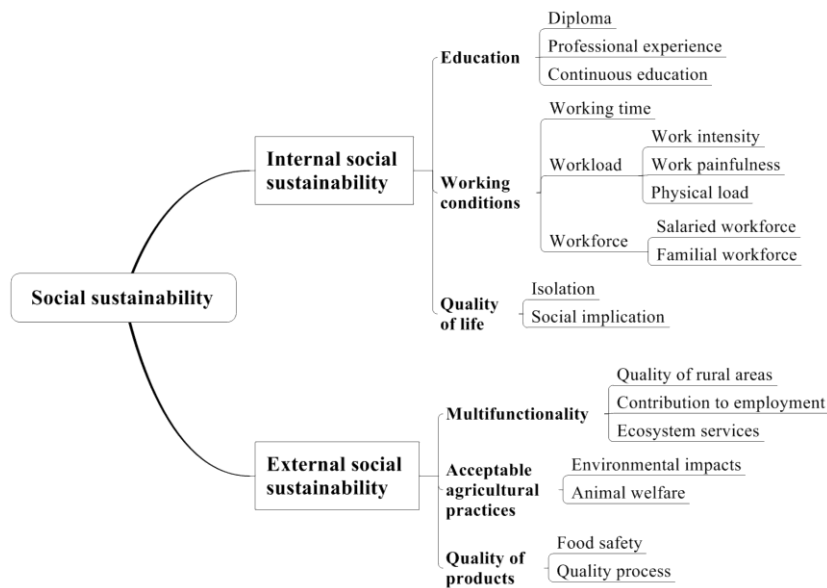 Social sustainability
Internal social
sustainability
Education
Diploma
Professional experience
Continuous education
Working
conditions
Working time
Workload
Work intensity
Work painfulness
Physical load
Workforce
Salaried workforce
Familial workforce
Quality
of life
Isolation
Social implication
External social
sustainability
Multifunctionality
Quality of rural areas
Contribution to employment
Ecosystem services
Acceptable
agricultural
practices
Environmental impacts
Animal welfare
Quality of
products
Food safety
Quality process